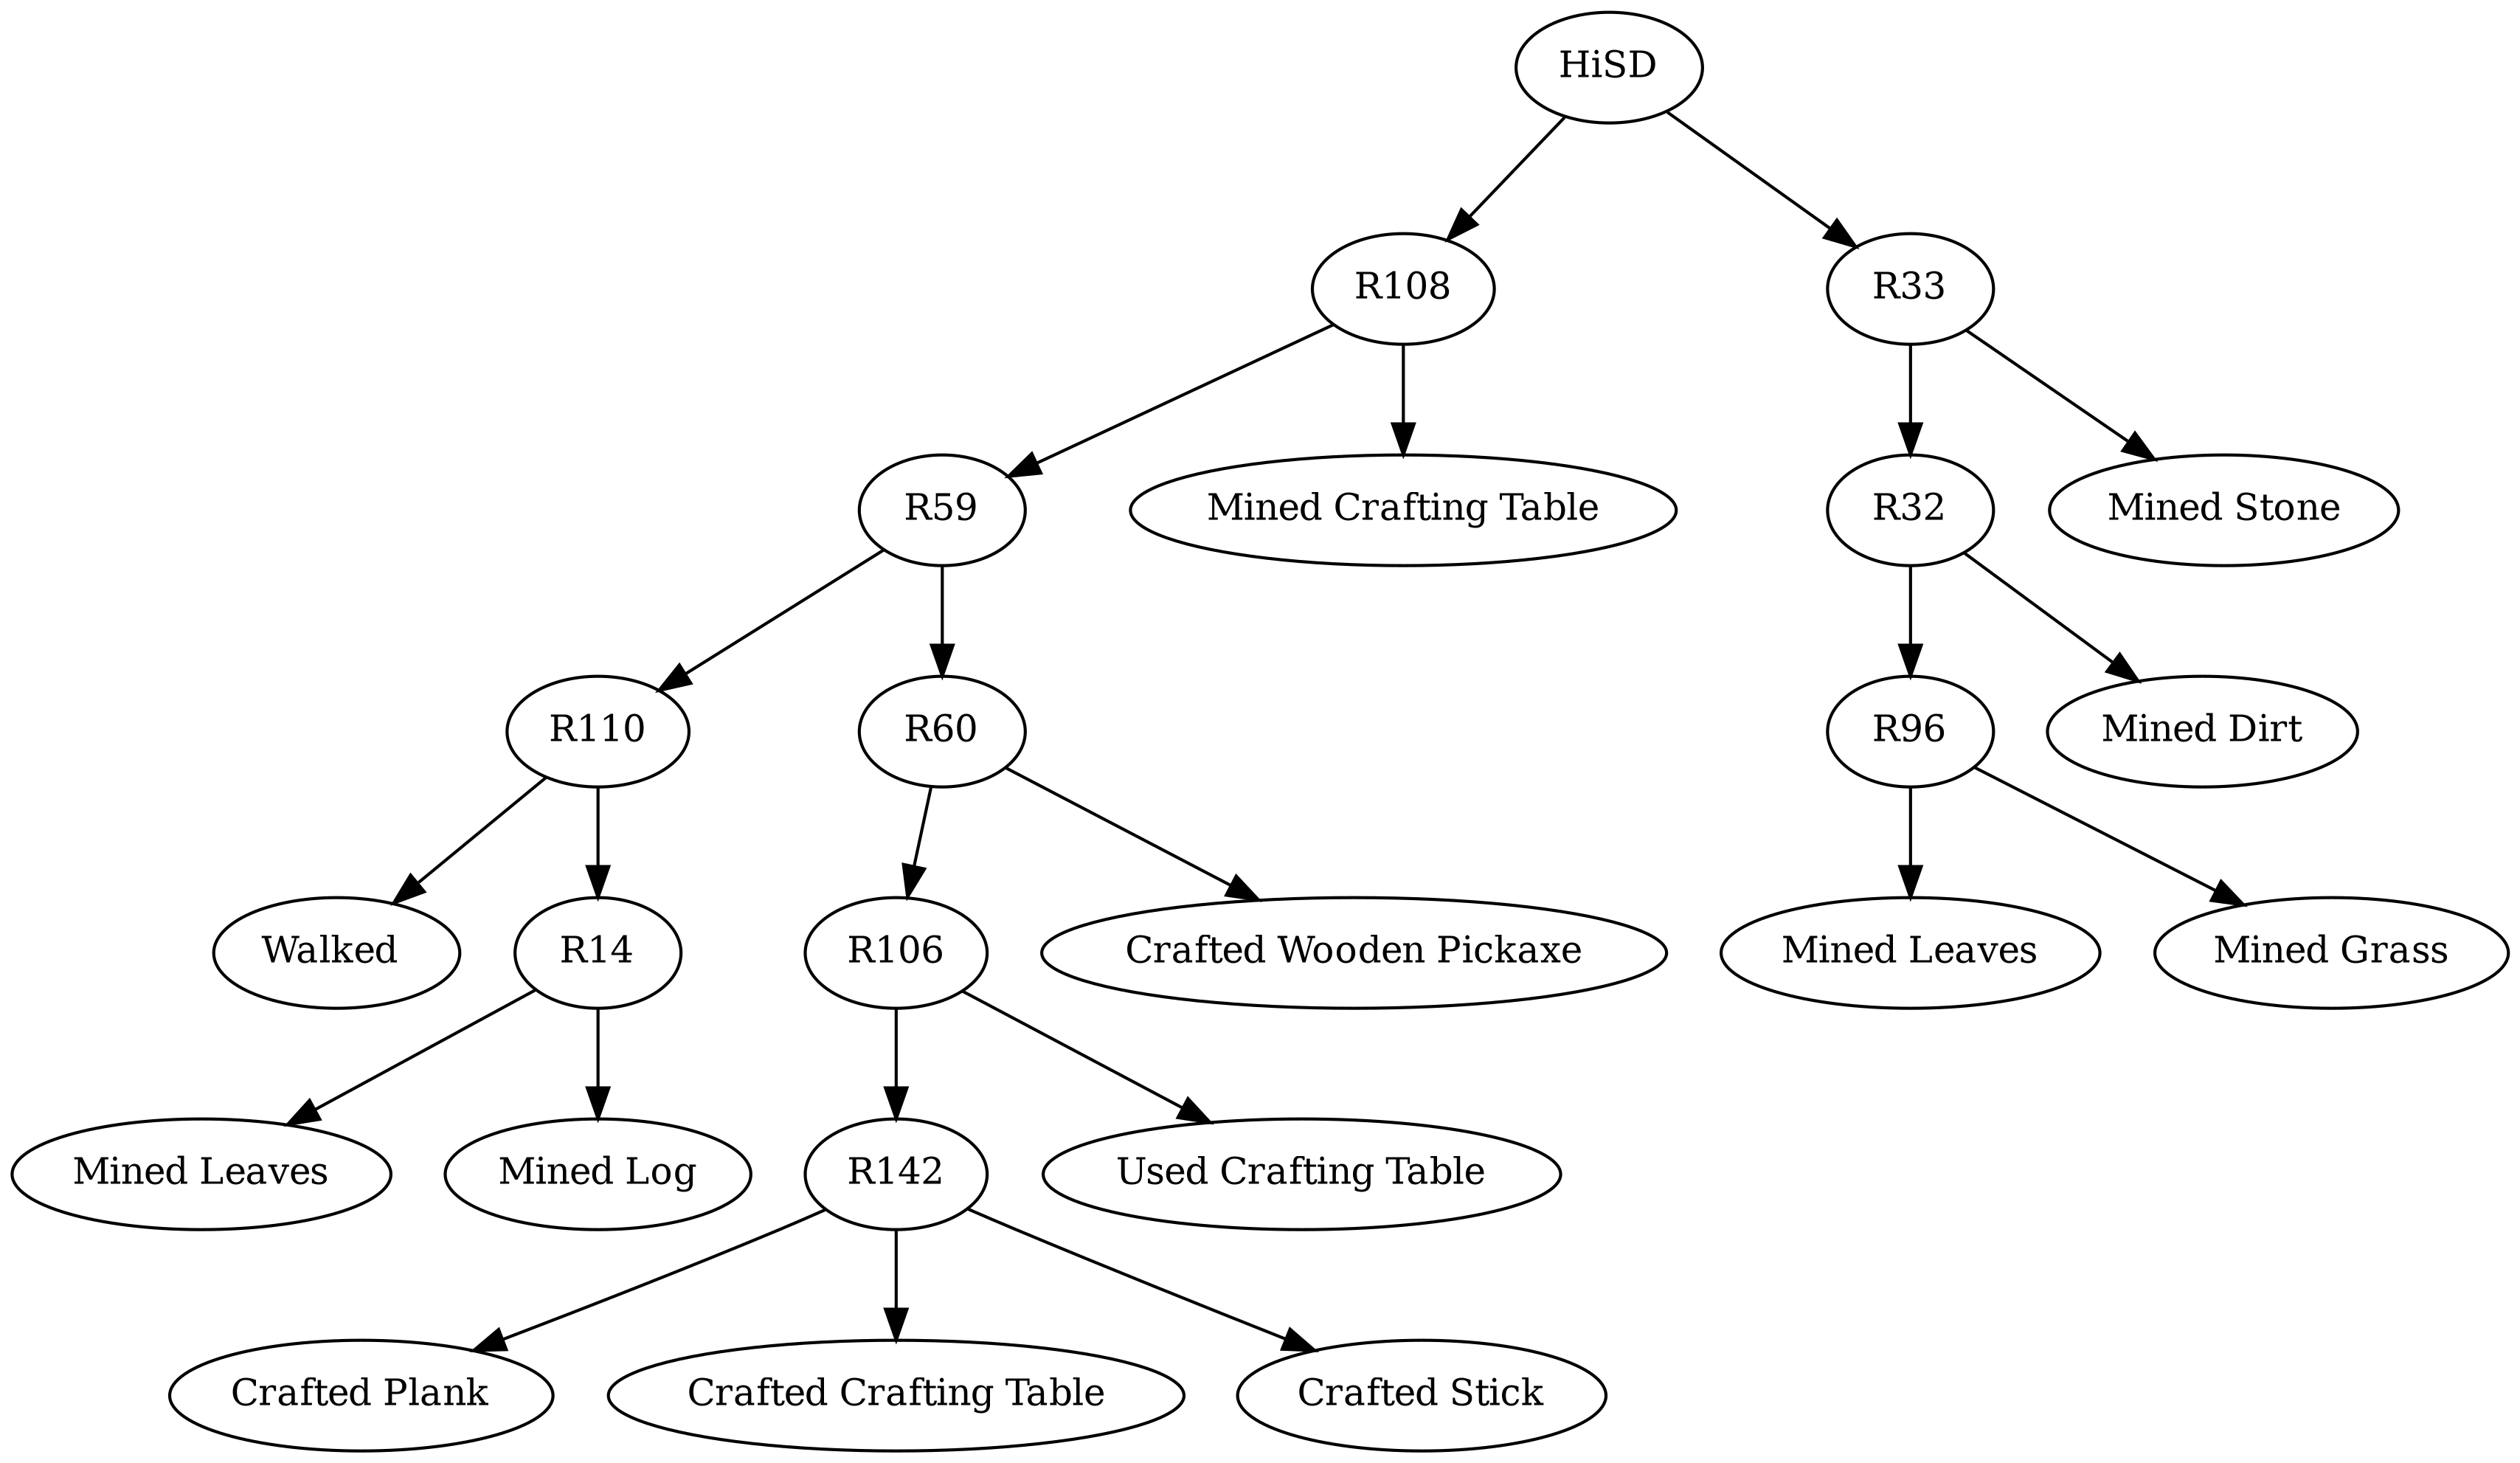 HiSD
R108
R33
R59
Mined Crafting Table
R32
Mined Stone
R110
R60
R96
Mined Dirt
Walked
R14
R106
Crafted Wooden Pickaxe
Mined Leaves
Mined Grass
Mined Leaves
Mined Log
R142
Used Crafting Table
Crafted Plank
Crafted Crafting Table
Crafted Stick